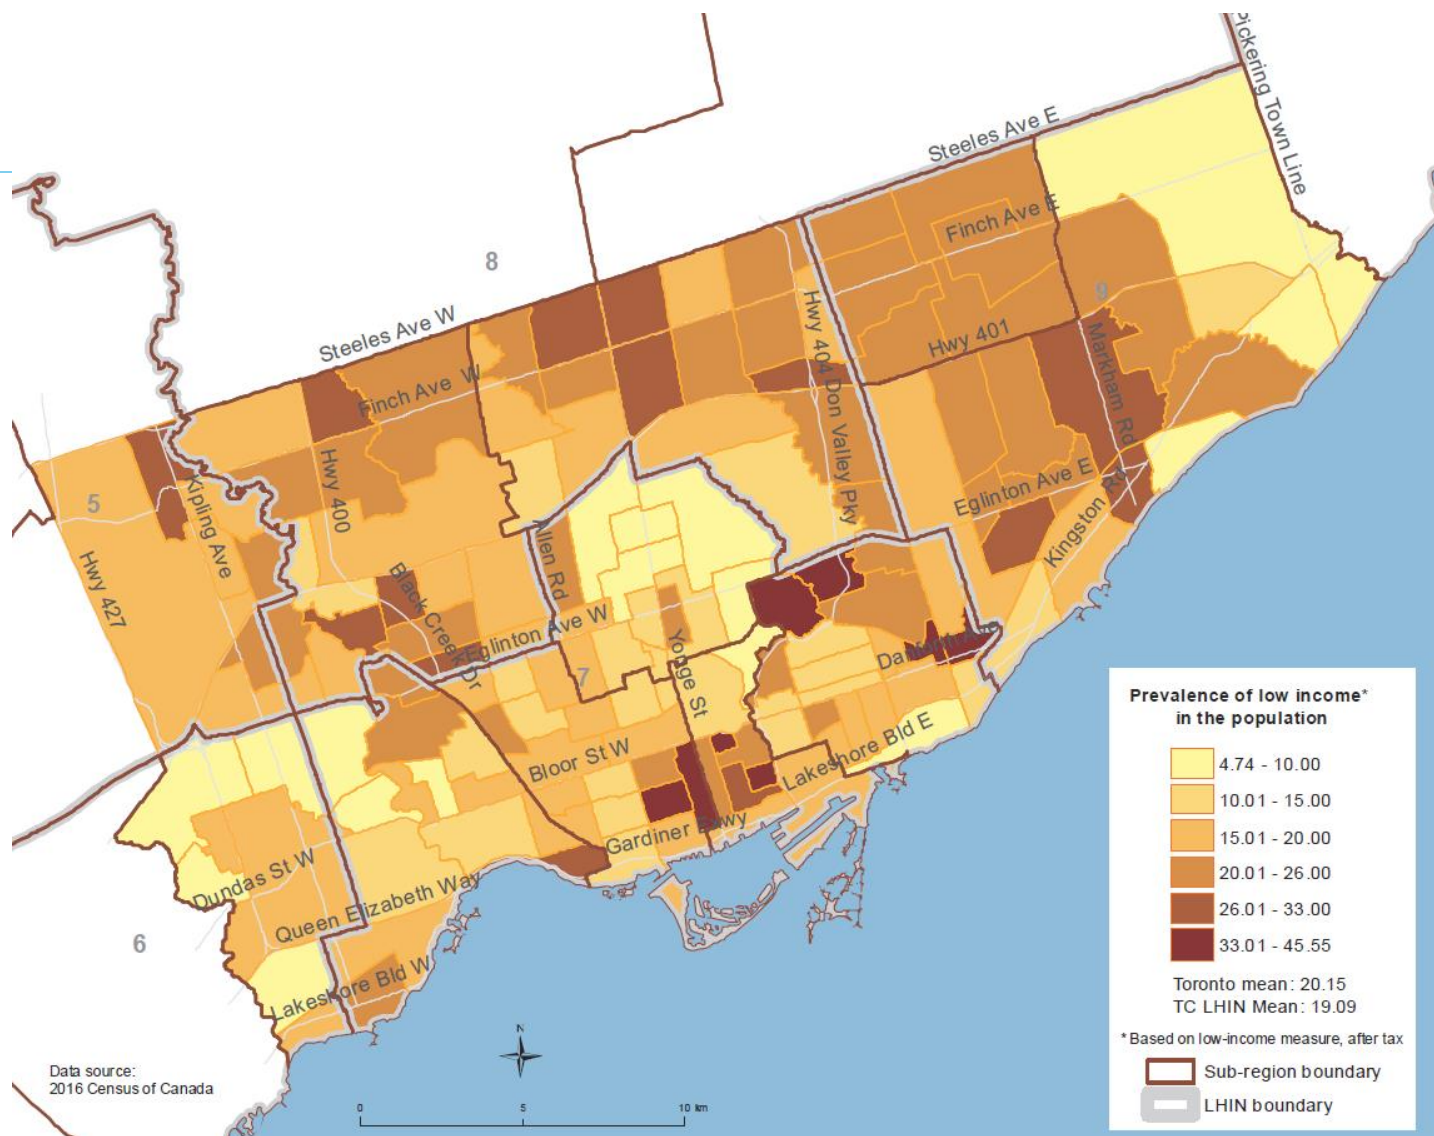 Pickering Town Line
Steeles Ave E
Finch Ave E
8
9
Steeles Ave W
Hwy 404
Hwy 401
Markham Rd
Finch Ave W
Don Valley Pky
Hwy 400
Kipling Ave
5
Eglinton Ave E
Kingston Rd
Allen Rd
Hwy 427
Black Creek Dr
Eglinton Ave W
Yonge St
Danforth Ave
7
Bloor St W
Lakeshore Bld E
Gardiner Exwy
Dundas St W
Queen Elizabeth Way
6
Lakeshore Bld W
N
Data source:
2016 Census of Canada
0 5 10 km
Prevalence of low income*
in the population
4.74 - 10.00
10.01 - 15.00
15.01 - 20.00
20.01 - 26.00
26.01 - 33.00
33.01 - 45.55
Toronto mean: 20.15
TC LHIN Mean: 19.09
* Based on low-income measure, after tax
Sub-region boundary
LHIN boundary